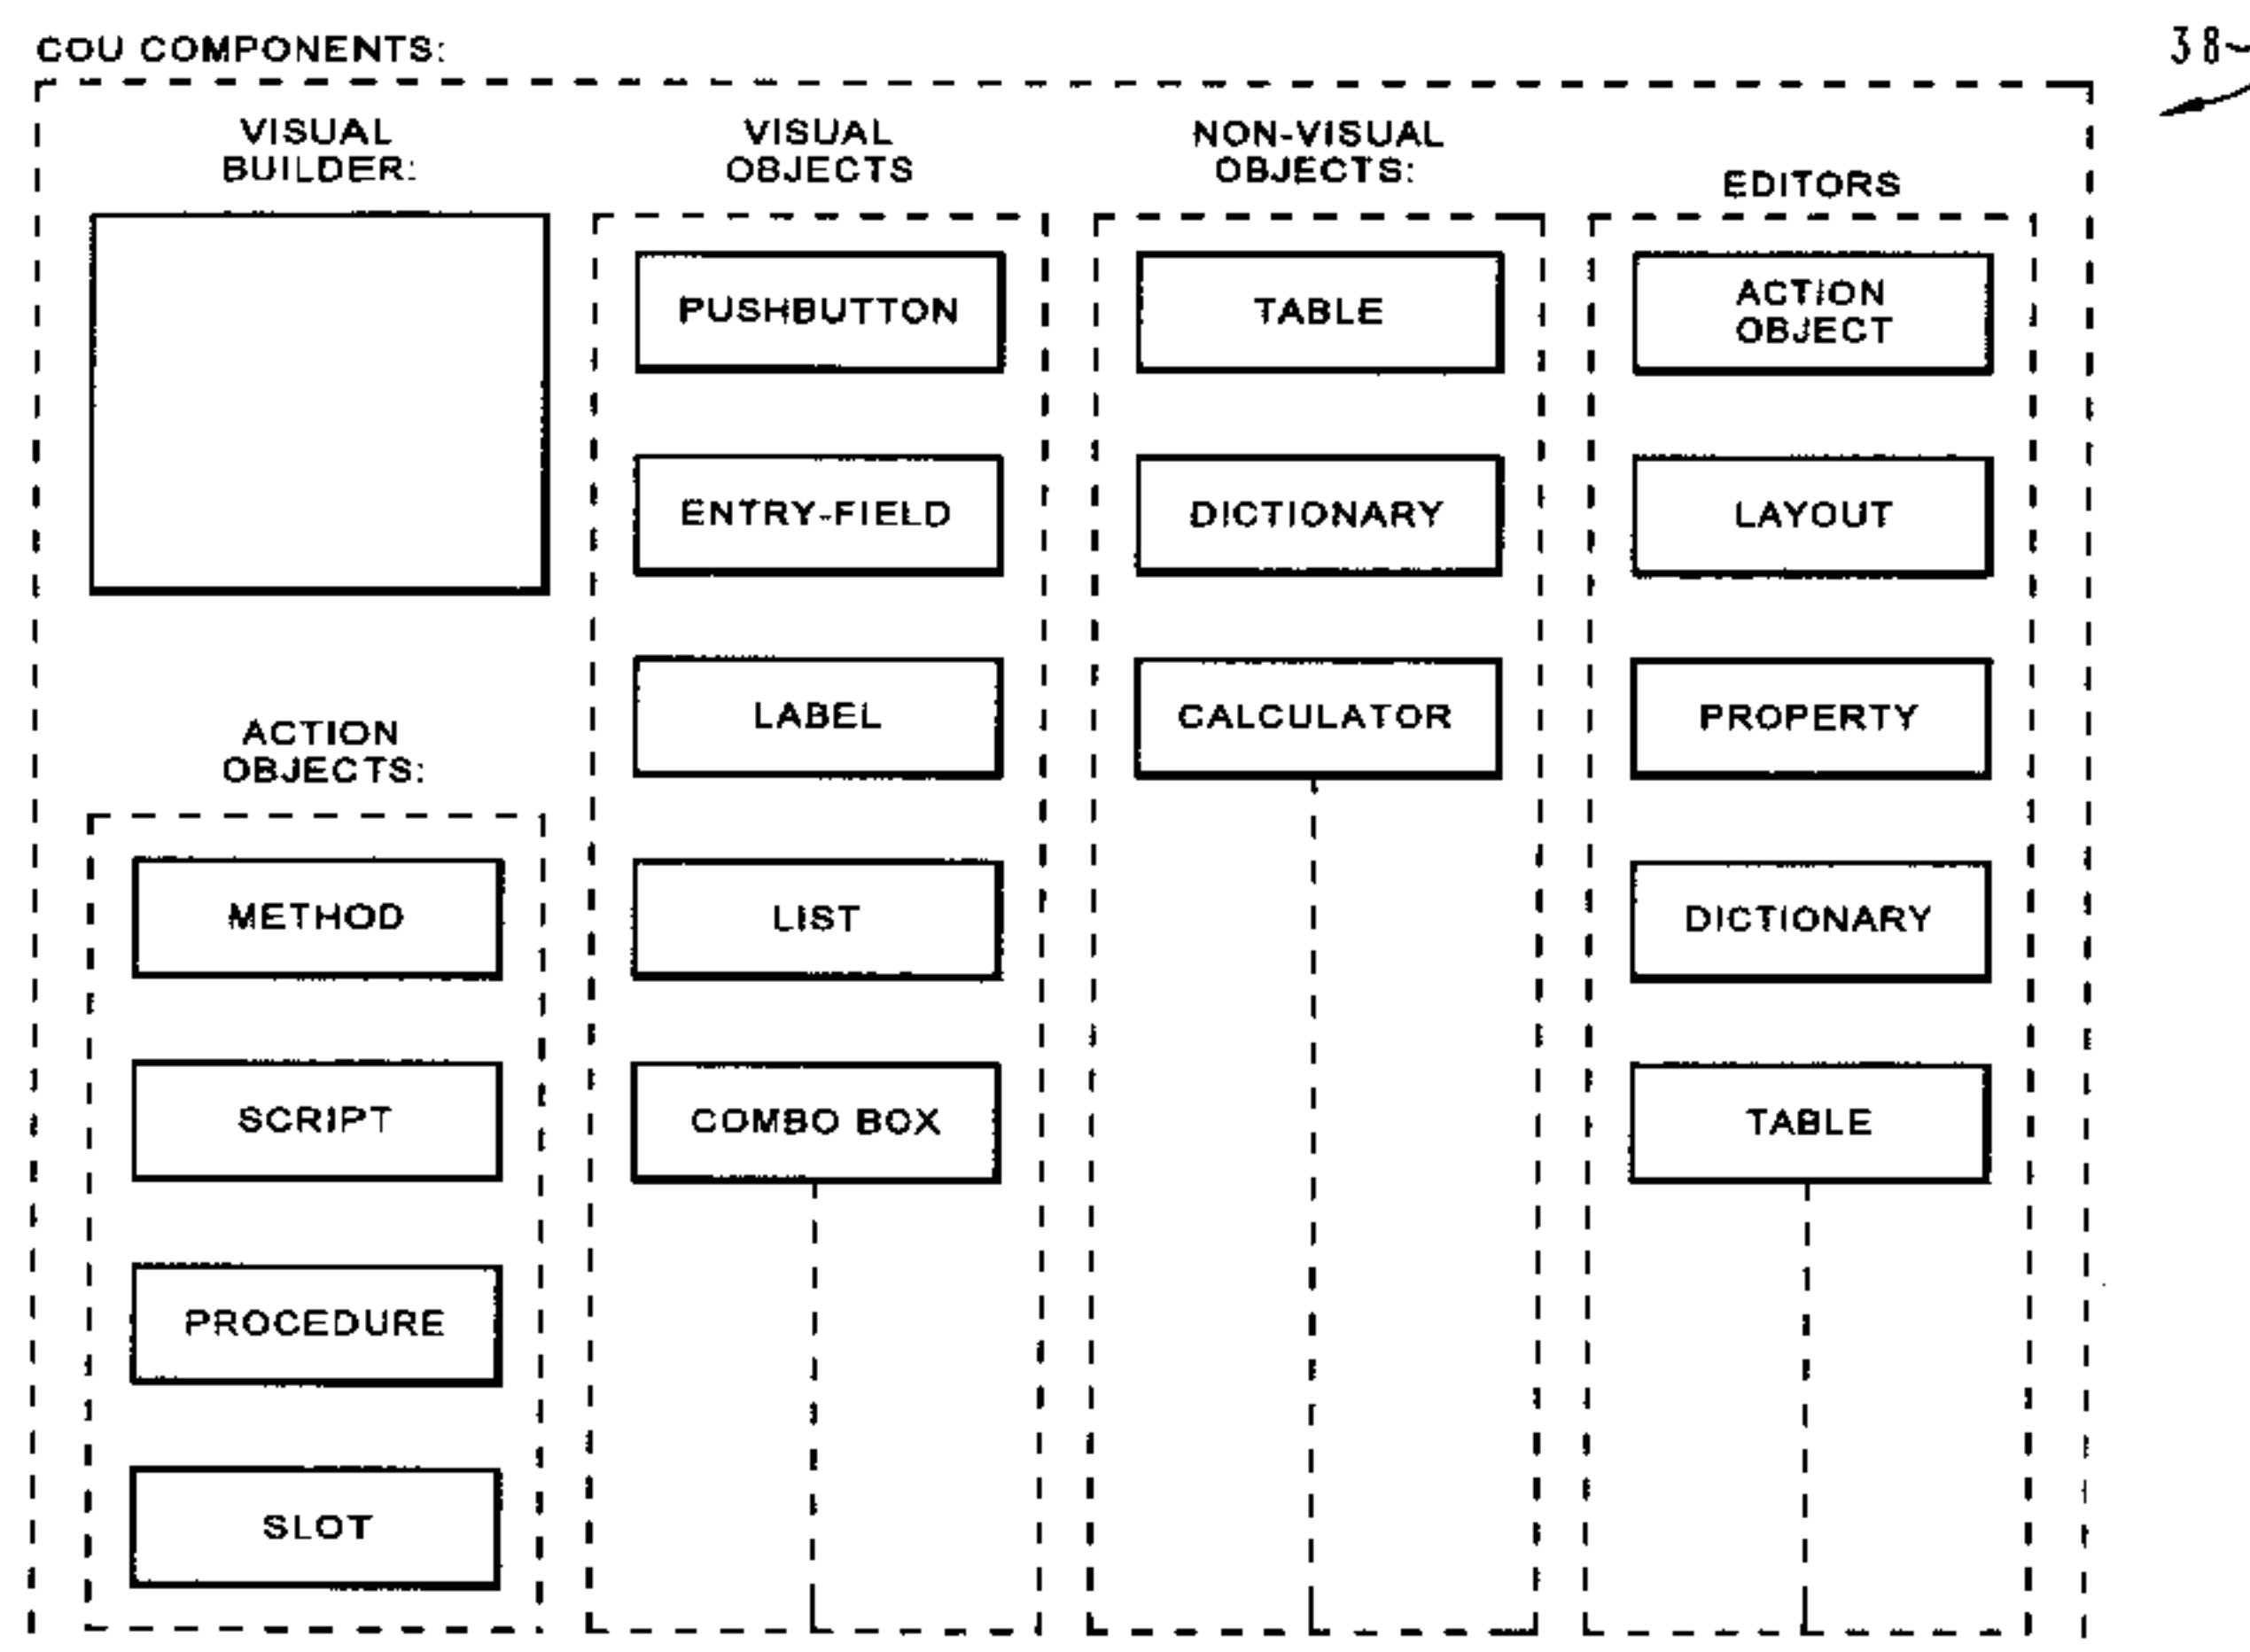 COU COMPONENTS:
38
VISUAL
BUILDER:
ACTION
OBJECTS:
METHOD
SCRIPT
PROCEDURE
SLOT
VISUAL
OBJECTS
PUSHBUTTON
ENTRY-FIELD
LABEL
LIST
COMBO BOX
NON-VISUAL
OBJECTS:
TABLE
DICTIONARY
CALCULATOR
EDITORS
ACTION
OBJECT
LAYOUT
PROPERTY
DICTIONARY
TABLE